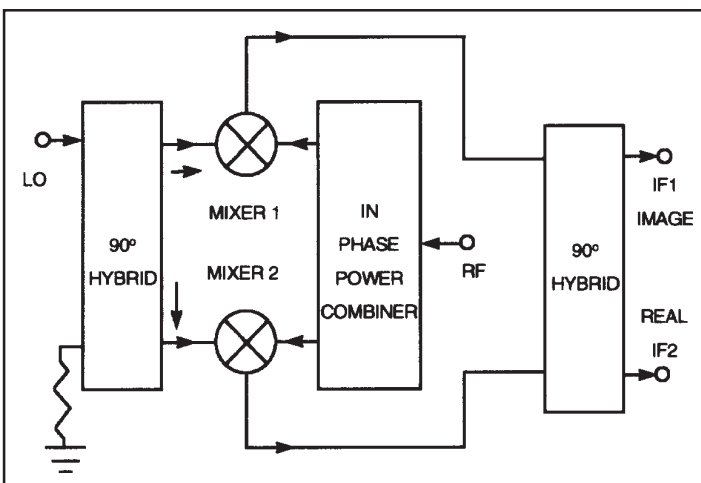 LO
90º
HYBRID
MIXER 1
MIXER 2
IN
PHASE
POWER
COMBINER
RF
90º
HYBRID
IF1
IMAGE
REAL
IF2